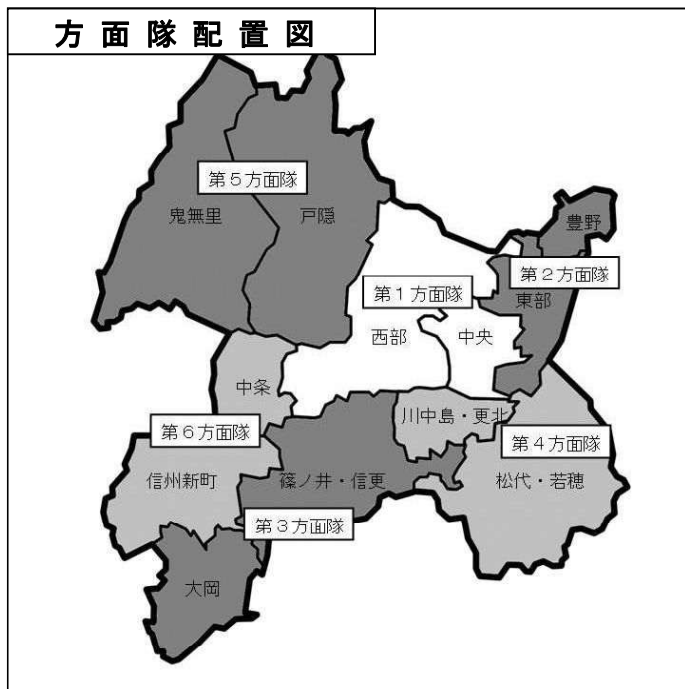 方面隊配置図
第５方面隊
鬼無里
戸隠
豊野
第２方面隊
東部
第１方面隊
西部
中央
中条
川中島・更北
第６方面隊
第４方面隊
信州新町
篠ノ井・信更
松代・若穂
第３方面隊
大岡